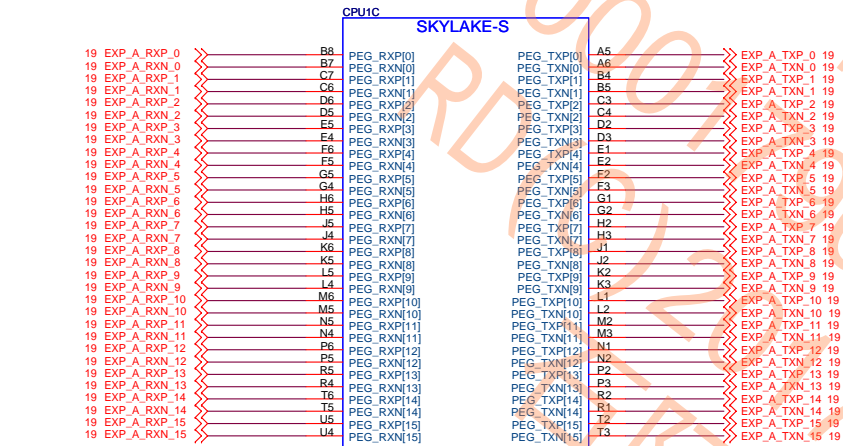 CPU1C
SKYLAKE-S
19 EXP_A_RXP_0 B8 PEG_RXP[0] PEG_TXP[0] A5 EXP_A_TXP_0 19
19 EXP_A_RXN_0 B7 PEG_RXN[0] PEG_TXN[0] A6 EXP_A_TXN_0 19
19 EXP_A_RXP_1 C7 PEG_RXP[1] PEG_TXP[1] B4 EXP_A_TXP_1 19
19 EXP_A_RXN_1 C6 PEG_RXN[1] PEG_TXN[1] B5 EXP_A_TXN_1 19
19 EXP_A_RXP_2 D6 PEG_RXP[2] PEG_TXP[2] C3 EXP_A_TXP_2 19
19 EXP_A_RXN_2 D5 PEG_RXN[2] PEG_TXN[2] C4 EXP_A_TXN_2 19
19 EXP_A_RXP_3 E5 PEG_RXP[3] PEG_TXP[3] D2 EXP_A_TXP_3 19
19 EXP_A_RXN_3 E4 PEG_RXN[3] PEG_TXN[3] D3 EXP_A_TXN_3 19
19 EXP_A_RXP_4 F6 PEG_RXP[4] PEG_TXP[4] E1 EXP_A_TXP_4 19
19 EXP_A_RXN_4 F5 PEG_RXN[4] PEG_TXN[4] E2 EXP_A_TXN_4 19
19 EXP_A_RXP_5 G5 PEG_RXP[5] PEG_TXP[5] F2 EXP_A_TXP_5 19
19 EXP_A_RXN_5 G4 PEG_RXN[5] PEG_TXN[5] F3 EXP_A_TXN_5 19
19 EXP_A_RXP_6 H6 PEG_RXP[6] PEG_TXP[6] G1 EXP_A_TXP_6 19
19 EXP_A_RXN_6 H5 PEG_RXN[6] PEG_TXN[6] G2 EXP_A_TXN_6 19
19 EXP_A_RXP_7 J5 PEG_RXP[7] PEG_TXP[7] H2 EXP_A_TXP_7 19
19 EXP_A_RXN_7 J4 PEG_RXN[7] PEG_TXN[7] H3 EXP_A_TXN_7 19
19 EXP_A_RXP_8 K6 PEG_RXP[8] PEG_TXP[8] J1 EXP_A_TXP_8 19
19 EXP_A_RXN_8 K5 PEG_RXN[8] PEG_TXN[8] J2 EXP_A_TXN_8 19
19 EXP_A_RXP_9 L5 PEG_RXP[9] PEG_TXP[9] K2 EXP_A_TXP_9 19
19 EXP_A_RXN_9 L4 PEG_RXN[9] PEG_TXN[9] K3 EXP_A_TXN_9 19
19 EXP_A_RXP_10 M6 PEG_RXP[10] PEG_TXP[10] L1 EXP_A_TXP_10 19
19 EXP_A_RXN_10 M5 PEG_RXN[10] PEG_TXN[10] L2 EXP_A_TXN_10 19
19 EXP_A_RXP_11 N5 PEG_RXP[11] PEG_TXP[11] M2 EXP_A_TXP_11 19
19 EXP_A_RXN_11 N4 PEG_RXN[11] PEG_TXN[11] M3 EXP_A_TXN_11 19
19 EXP_A_RXP_12 P6 PEG_RXP[12] PEG_TXP[12] N1 EXP_A_TXP_12 19
19 EXP_A_RXN_12 P5 PEG_RXN[12] PEG_TXN[12] N2 EXP_A_TXN_12 19
19 EXP_A_RXP_13 R5 PEG_RXP[13] PEG_TXP[13] P2 EXP_A_TXP_13 19
19 EXP_A_RXN_13 R4 PEG_RXN[13] PEG_TXN[13] P3 EXP_A_TXN_13 19
19 EXP_A_RXP_14 T6 PEG_RXP[14] PEG_TXP[14] R2 EXP_A_TXP_14 19
19 EXP_A_RXN_14 T5 PEG_RXN[14] PEG_TXN[14] R1 EXP_A_TXN_14 19
19 EXP_A_RXP_15 U5 PEG_RXP[15] PEG_TXP[15] T2 EXP_A_TXP_15 19
19 EXP_A_RXN_15 U4 PEG_RXN[15] PEG_TXN[15] T3 EXP_A_TXN_15 19